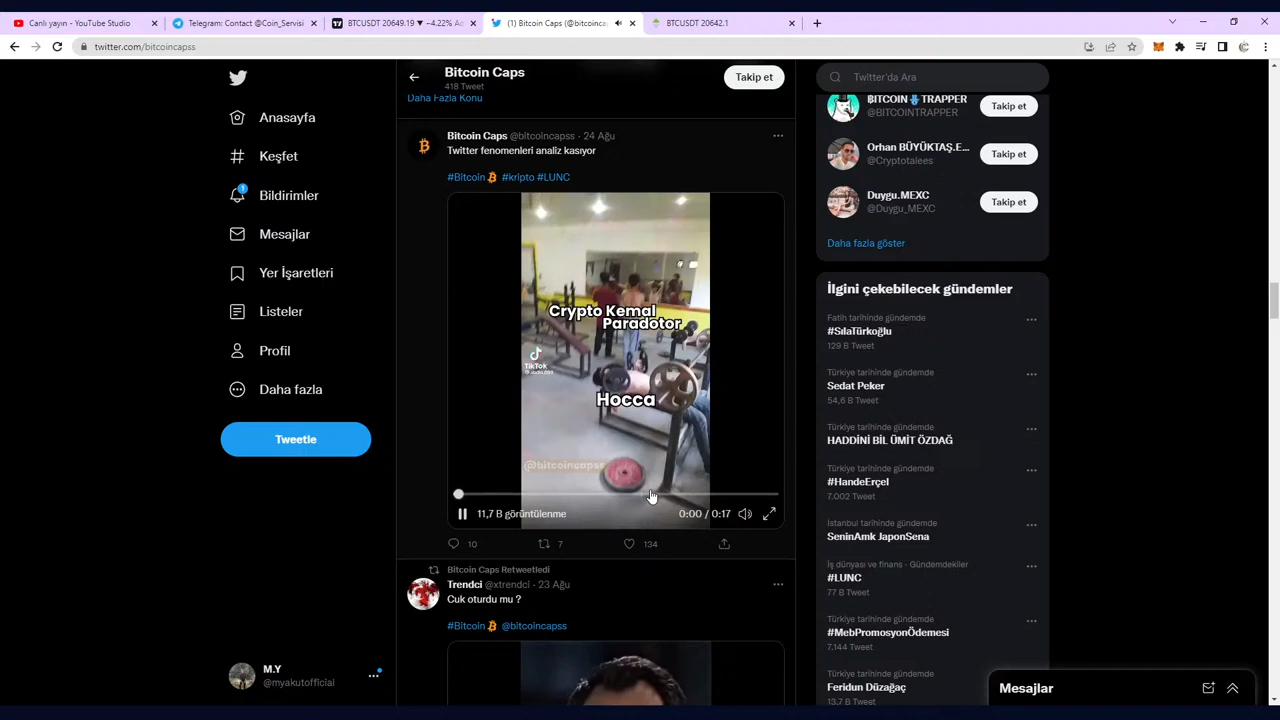 Canlı yayın - YouTube Studio
Telegram: Contact @Coin_Servisi
BTCUSDT 20649.19 ▼ −4.22%
(1) Bitcoin Caps (@bitcoincap
BTCUSDT 20642.1
twitter.com/bitcoincapss
Anasayfa
Keşfet
1
Bildirimler
Mesajlar
Yer İşaretleri
Listeler
Profil
Daha fazla
Tweetle
M.Y
@myakutofficial
Bitcoin Caps
418 Tweet
Takip et
Daha Fazla Konu
Bitcoin Caps @bitcoincapss · 24 Ağu
Twitter fenomenleri analiz kasıyor
#Bitcoin #kripto #LUNC
Crypto Kemal
Paradotor
TikTok
Hocca
@bitcoincapss
11,7 B görüntülenme
0:00 / 0:17
10
7
134
Bitcoin Caps Retweetledi
Trendci @xtrendci · 23 Ağu
Cuk oturdu mu ?
#Bitcoin @bitcoincapss
Twitter'da Ara
BITCOIN TRAPPER
@BITCOINTRAPPER
Takip et
Orhan BÜYÜKTAŞ.E...
@Cryptotalees
Takip et
Duygu.MEXC
@Duygu_MEXC
Takip et
Daha fazla göster
İlgini çekebilecek gündemler
Fatih tarihinde gündemde
#SılaTürkoğlu
129 B Tweet
Türkiye tarihinde gündemde
Sedat Peker
54,6 B Tweet
Türkiye tarihinde gündemde
HADDİNİ BİL ÜMİT ÖZDAĞ
Türkiye tarihinde gündemde
#HandeErçel
7.002 Tweet
İstanbul tarihinde gündemde
SeninAmk JaponSena
İş dünyası ve finans · Gündemdekiler
#LUNC
77 B Tweet
Türkiye tarihinde gündemde
#MebPromosyonÖdemesi
7.144 Tweet
Türkiye tarihinde gündemde
Feridun Düzağaç
13,7 B Tweet
Mesajlar